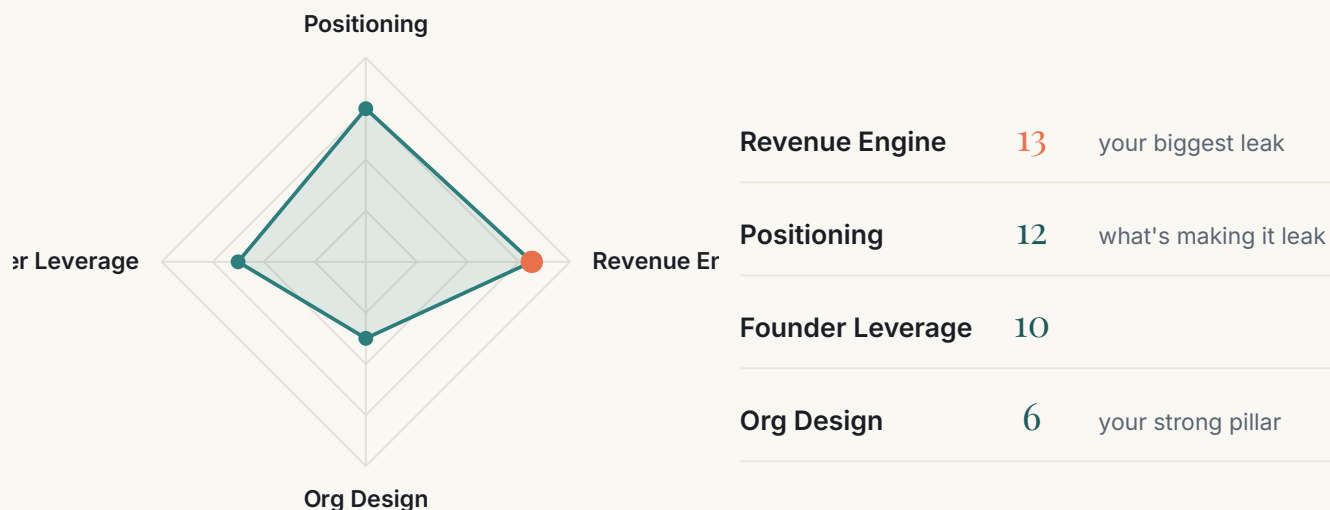 Positioning
er Leverage
Revenue Er
Org Design
Revenue Engine 13 your biggest leak
Positioning 12 what's making it leak
Founder Leverage 10
Org Design 6 your strong pillar